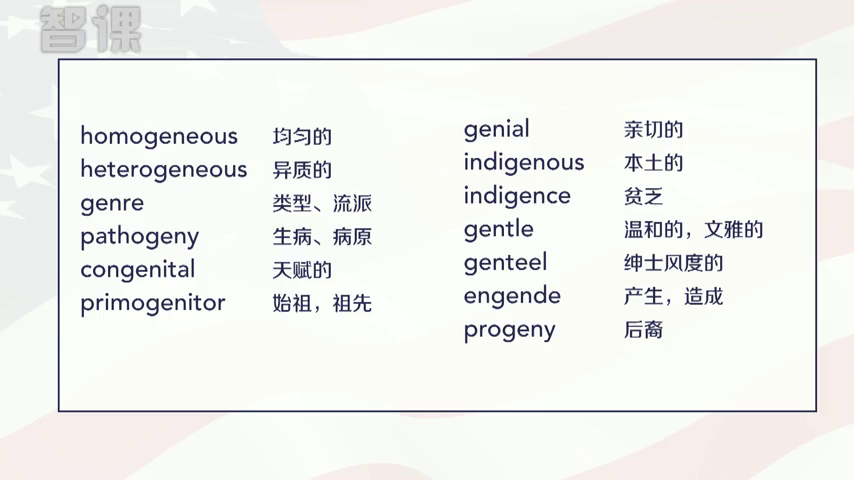 智课
homogeneous 均匀的
heterogeneous 异质的
genre 类型、流派
pathogeny 生病、病原
congenital 天赋的
primogenitor 始祖，祖先
genial 亲切的
indigenous 本土的
indigence 贫乏
gentle 温和的，文雅的
genteel 绅士风度的
engende 产生，造成
progeny 后裔